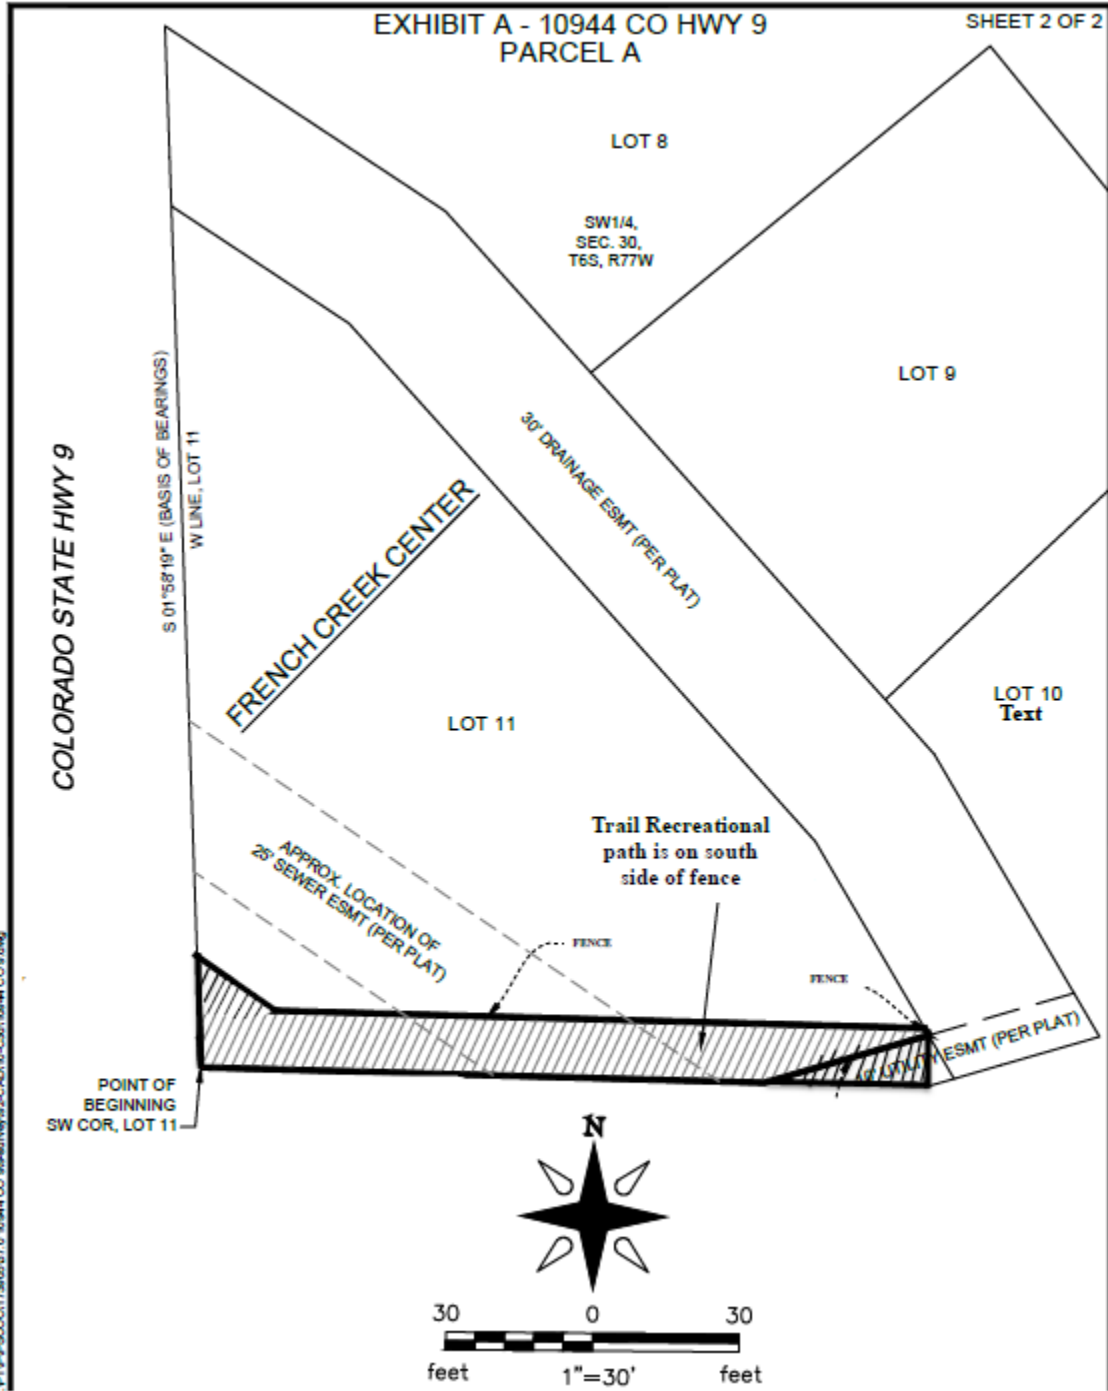 EXHIBIT A - 10944 CO HWY 9
PARCEL A
SHEET 2 OF 2
LOT 8
SW1/4,
SEC. 30,
T6S, R77W
LOT 9
30' DRAINAGE ESMT (PER PLAT)
S 01°58'19" E (BASIS OF BEARINGS)
W LINE, LOT 11
COLORADO STATE HWY 9
FRENCH CREEK CENTER
LOT 10
Text
LOT 11
Trail Recreational
path is on south
side of fence
APPROX. LOCATION OF
25' SEWER ESMT (PER PLAT)
FENCE
FENCE
UTILITY ESMT (PER PLAT)
POINT OF
BEGINNING
SW COR, LOT 11
N
30 0 30
feet 1"=30' feet